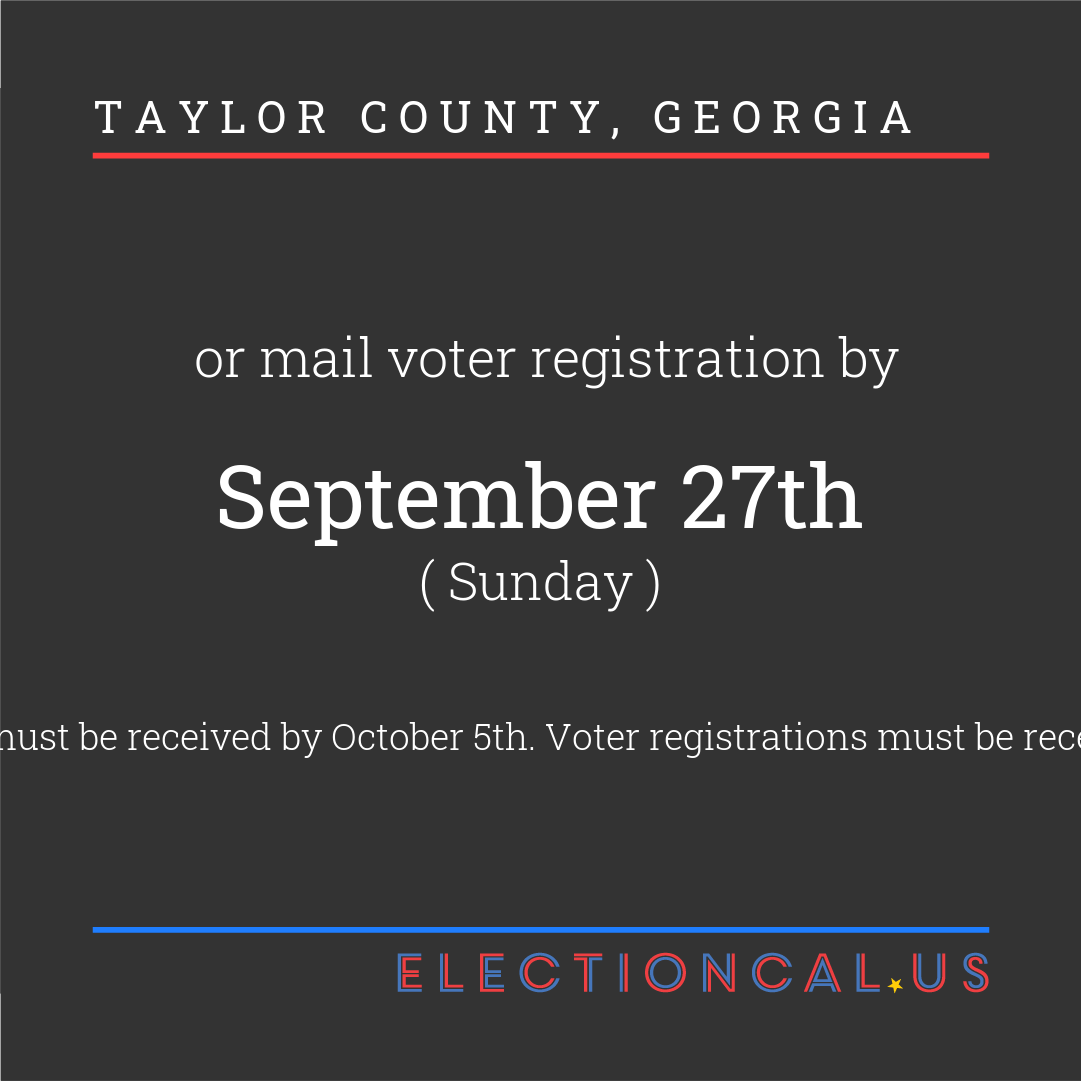 TAYLOR COUNTY, GEORGIA
or mail voter registration by
September 27th
( Sunday )
must be received by October 5th. Voter registrations must be
ELECTIONCAL.US